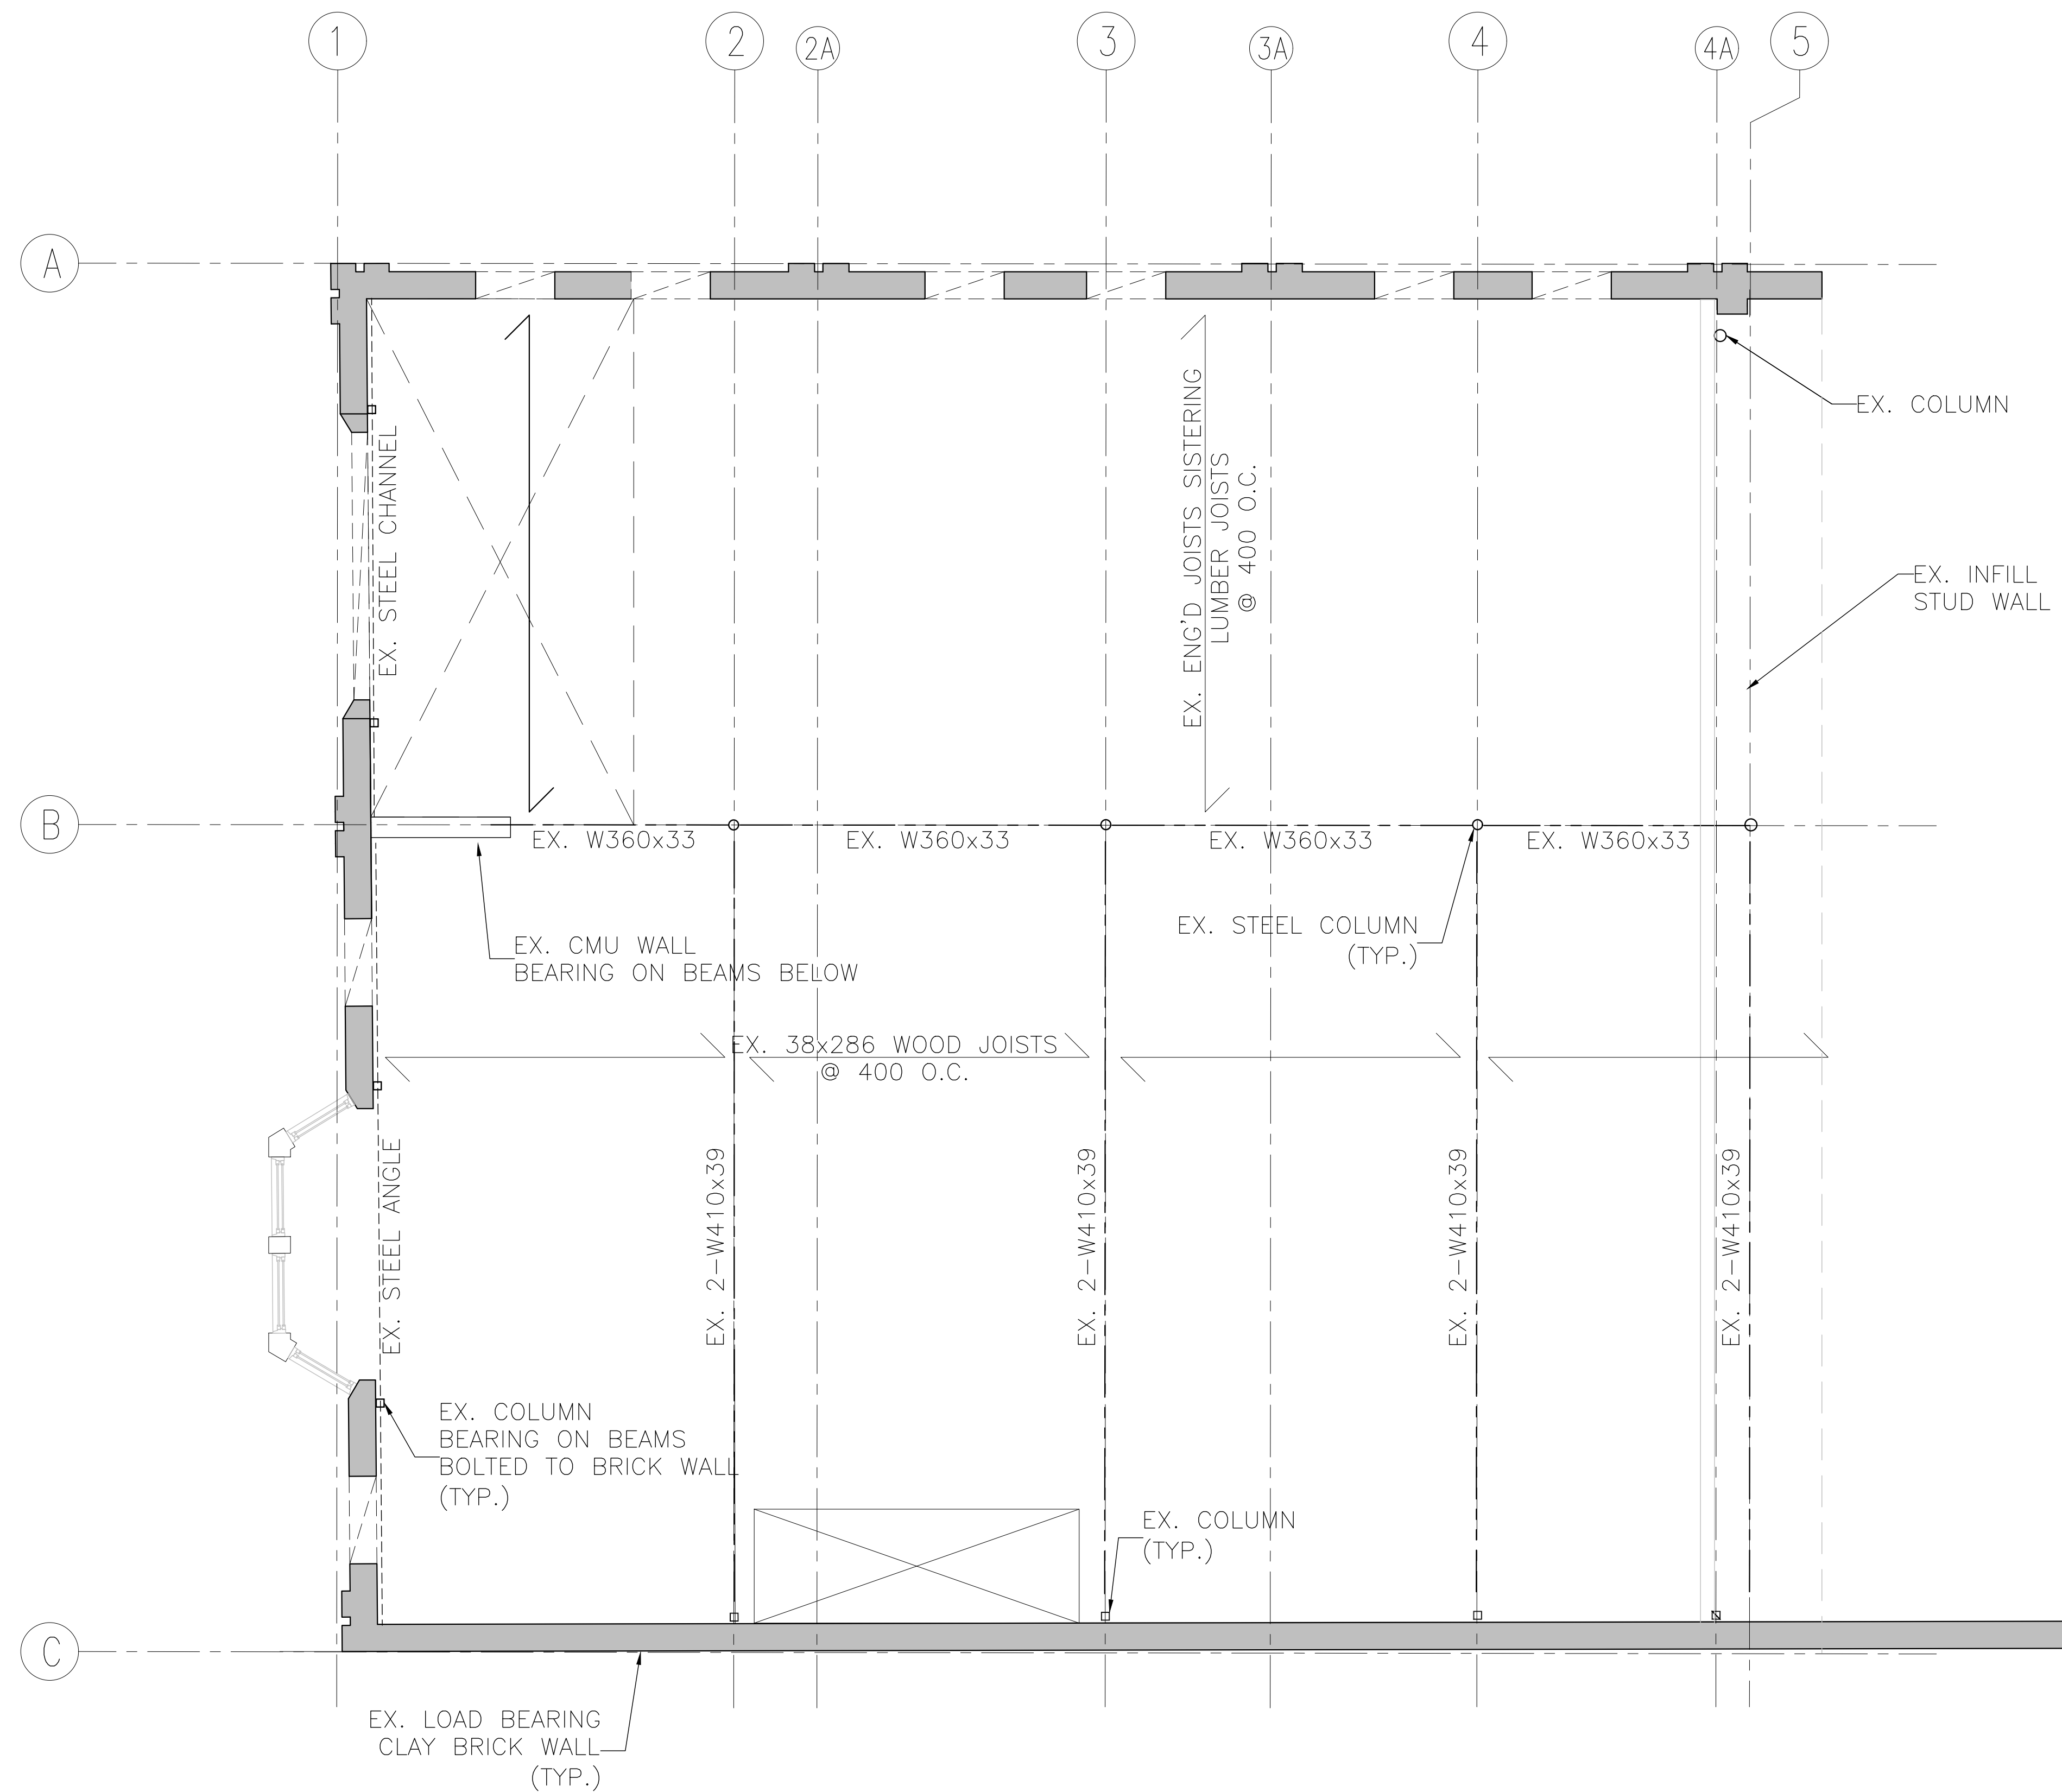 1
2
2A
3
3A
4
4A
5
A
EX. COLUMN
EX. STEEL CHANNEL
EX. ENG'D JOISTS SISTERING
LUMBER JOISTS
@ 400 O.C.
EX. INFILL
STUD WALL
B
EX. W360x33
EX. W360x33
EX. W360x33
EX. W360x33
EX. STEEL COLUMN
(TYP.)
EX. CMU WALL
BEARING ON BEAMS BELOW
EX. 38x286 WOOD JOISTS
@ 400 O.C.
EX. STEEL ANGLE
EX. 2-W410x39
EX. 2-W410x39
EX. 2-W410x39
EX. 2-W410x39
EX. COLUMN
BEARING ON BEAMS
BOLTED TO BRICK WALL
(TYP.)
EX. COLUMN
(TYP.)
C
EX. LOAD BEARING
CLAY BRICK WALL
(TYP.)